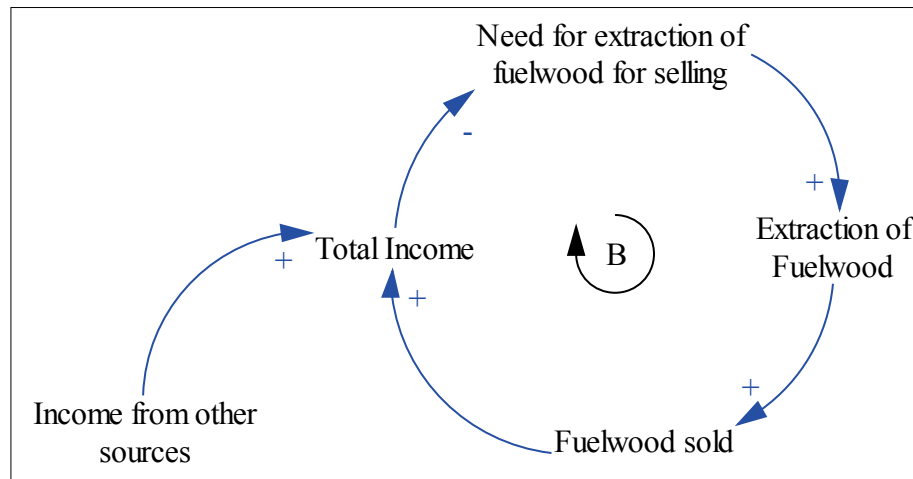 Need for extraction of
fuelwood for selling
-
+
Extraction of
Fuelwood
B
Total Income
+
+
+
Income from other
sources
Fuelwood sold